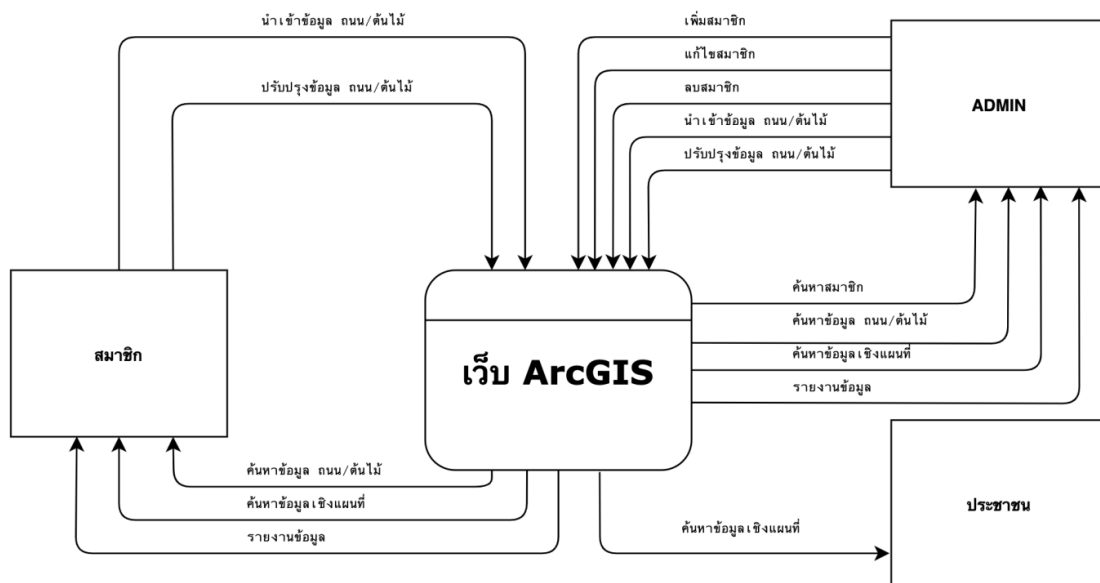 นำเข้าข้อมูล ถนน/ต้นไม้
ปรับปรุงข้อมูล ถนน/ต้นไม้
เพิ่มสมาชิก
แก้ไขสมาชิก
ลบสมาชิก
นำเข้าข้อมูล ถนน/ต้นไม้
ปรับปรุงข้อมูล ถนน/ต้นไม้
ADMIN
สมาชิก
เว็บ ArcGIS
ค้นหาสมาชิก
ค้นหาข้อมูล ถนน/ต้นไม้
ค้นหาข้อมูลเชิงแผนที่
รายงานข้อมูล
ค้นหาข้อมูล ถนน/ต้นไม้
ค้นหาข้อมูลเชิงแผนที่
รายงานข้อมูล
ค้นหาข้อมูลเชิงแผนที่
ประชาชน